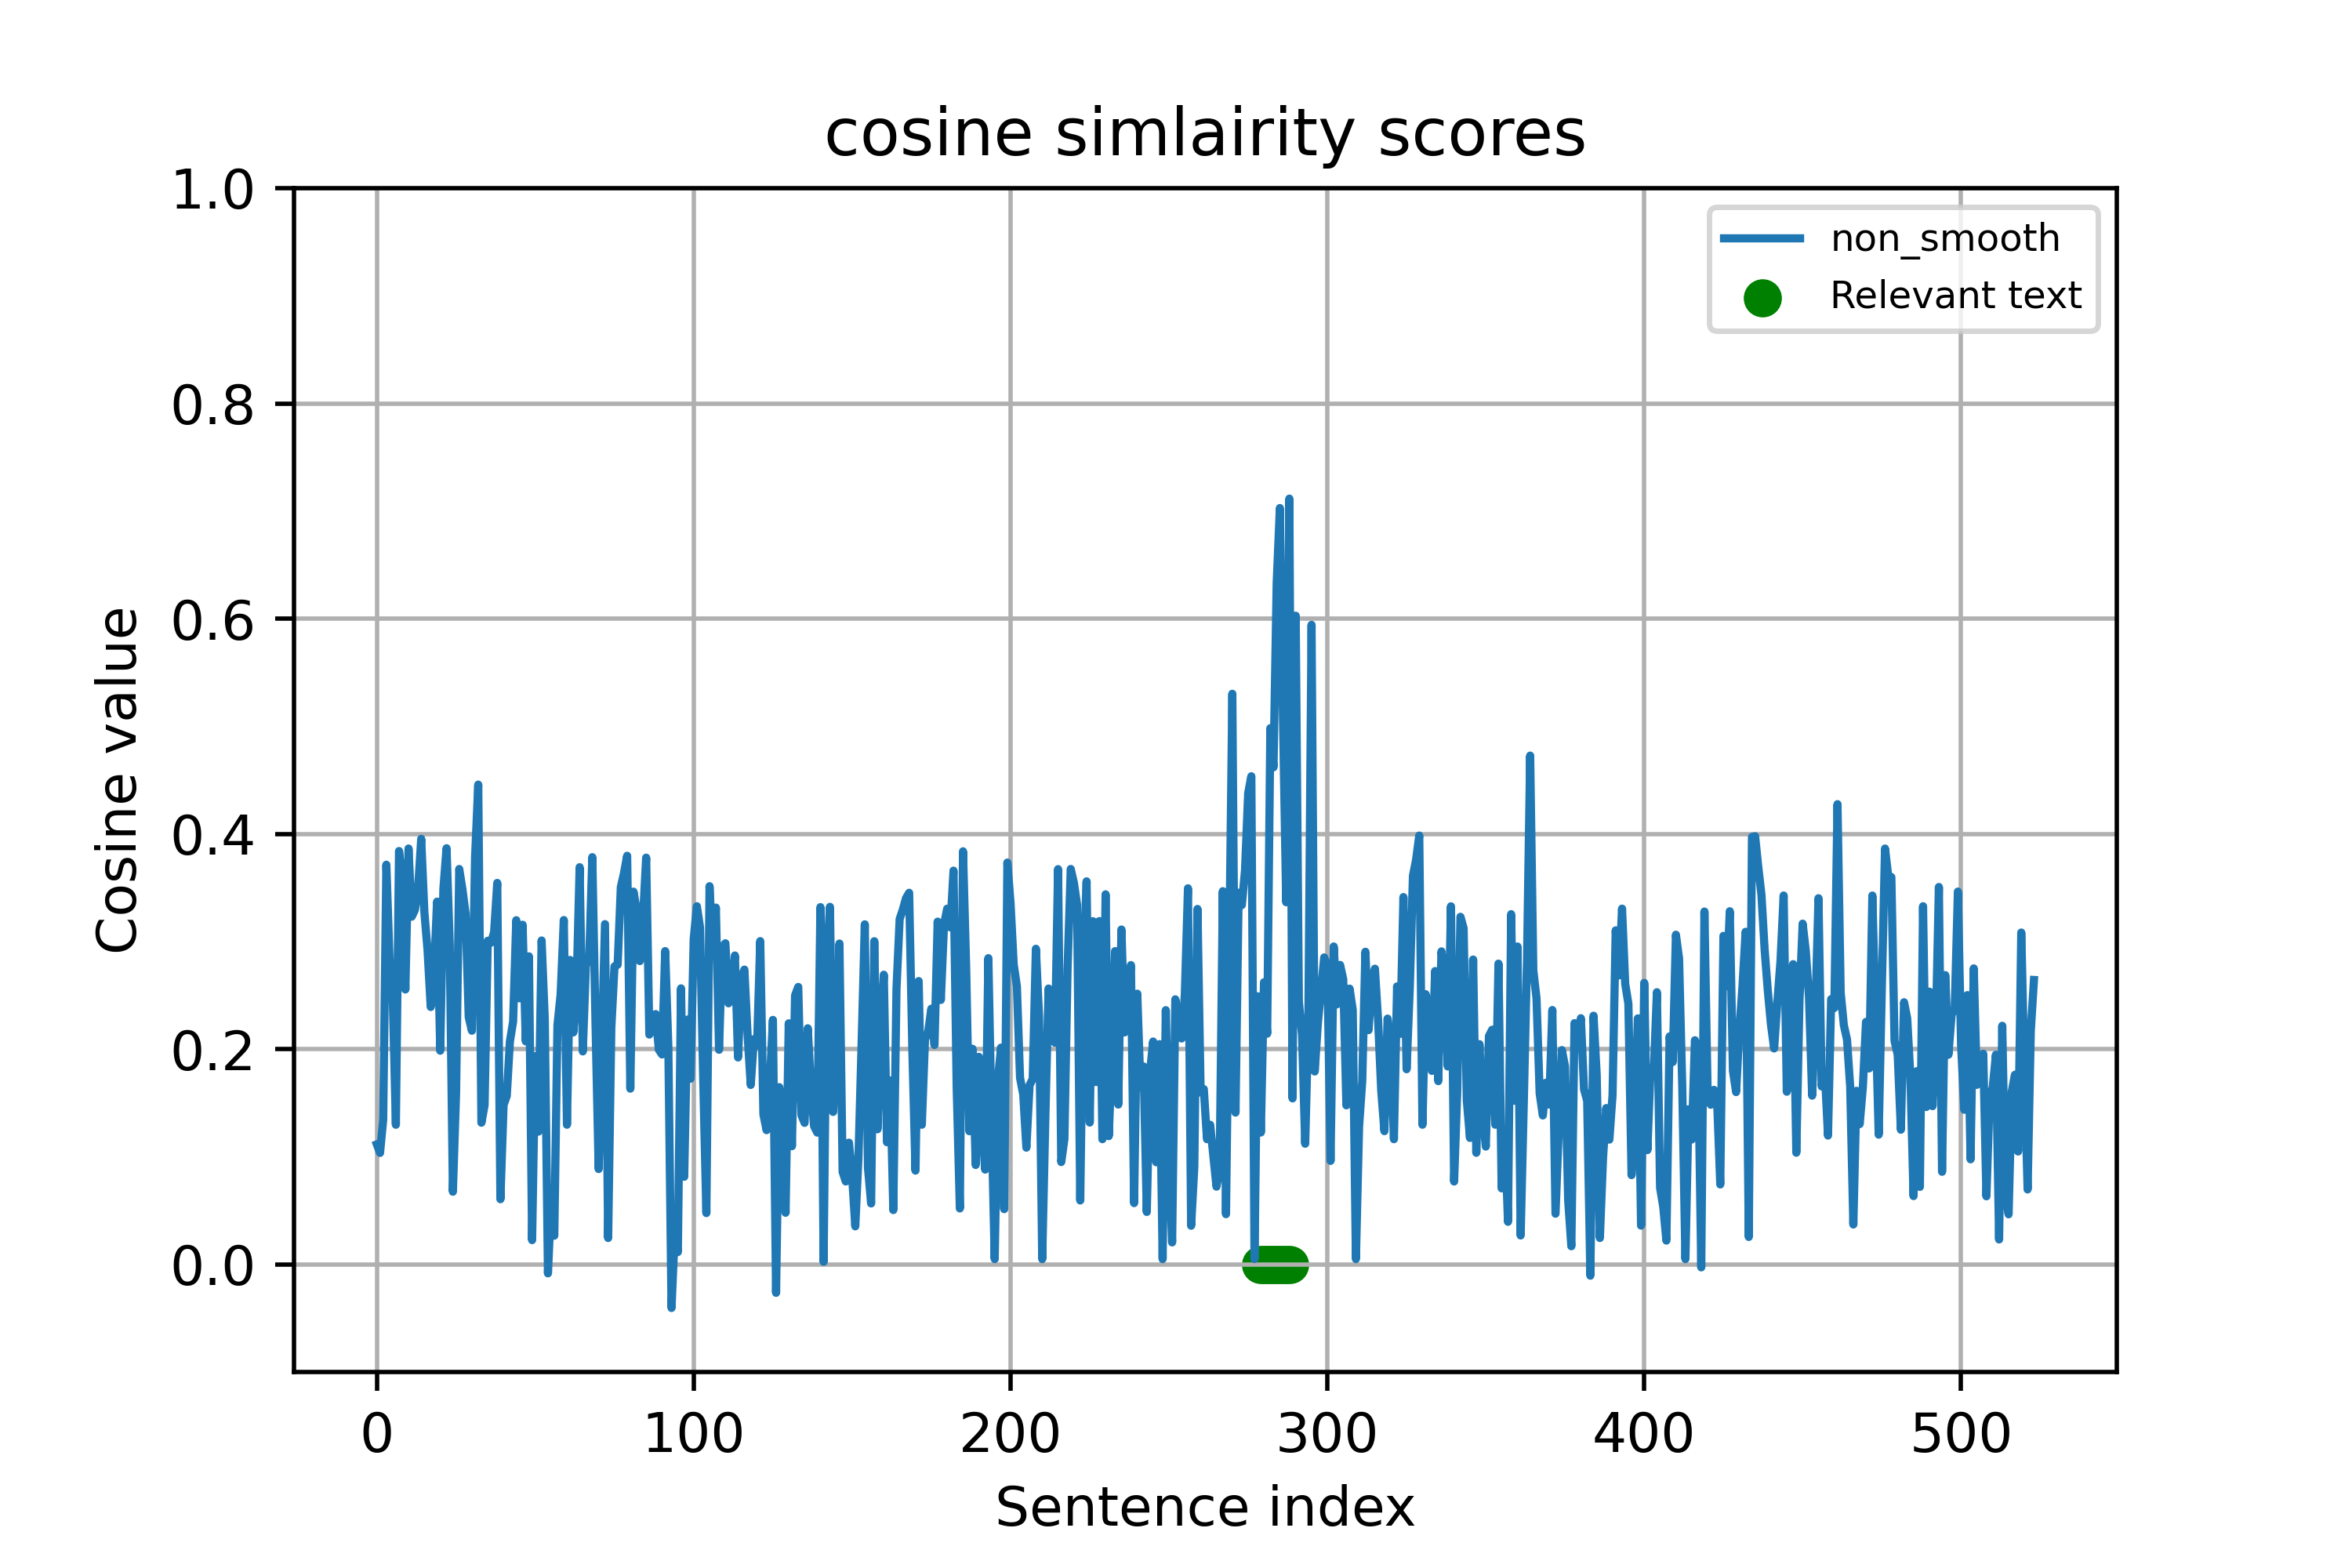 cosine simlairity scores
non_smooth
Relevant text
1.0
0.8
0.6
0.4
0.2
0.0
Cosine value
0 100 200 300 400 500
Sentence index